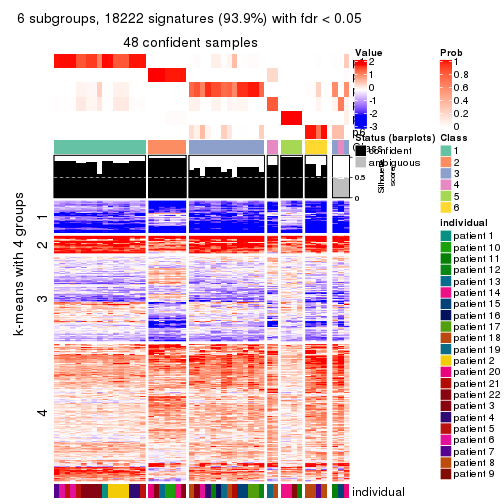 6 subgroups, 18222 signatures (93.9%) with fdr < 0.05
48 confident samples
k-means with 4 groups
1
2
3
4
p6
Class
0.5
0
Silhouette
score
individual
Value
2
1
0
-1
-2
-3
Status (barplots)
confident
ambiguous
Prob
1
0.8
0.6
0.4
0.2
0
Class
1
2
3
4
5
6
individual
patient 1
patient 10
patient 11
patient 12
patient 13
patient 14
patient 15
patient 16
patient 17
patient 18
patient 19
patient 2
patient 20
patient 21
patient 22
patient 3
patient 4
patient 5
patient 6
patient 7
patient 8
patient 9